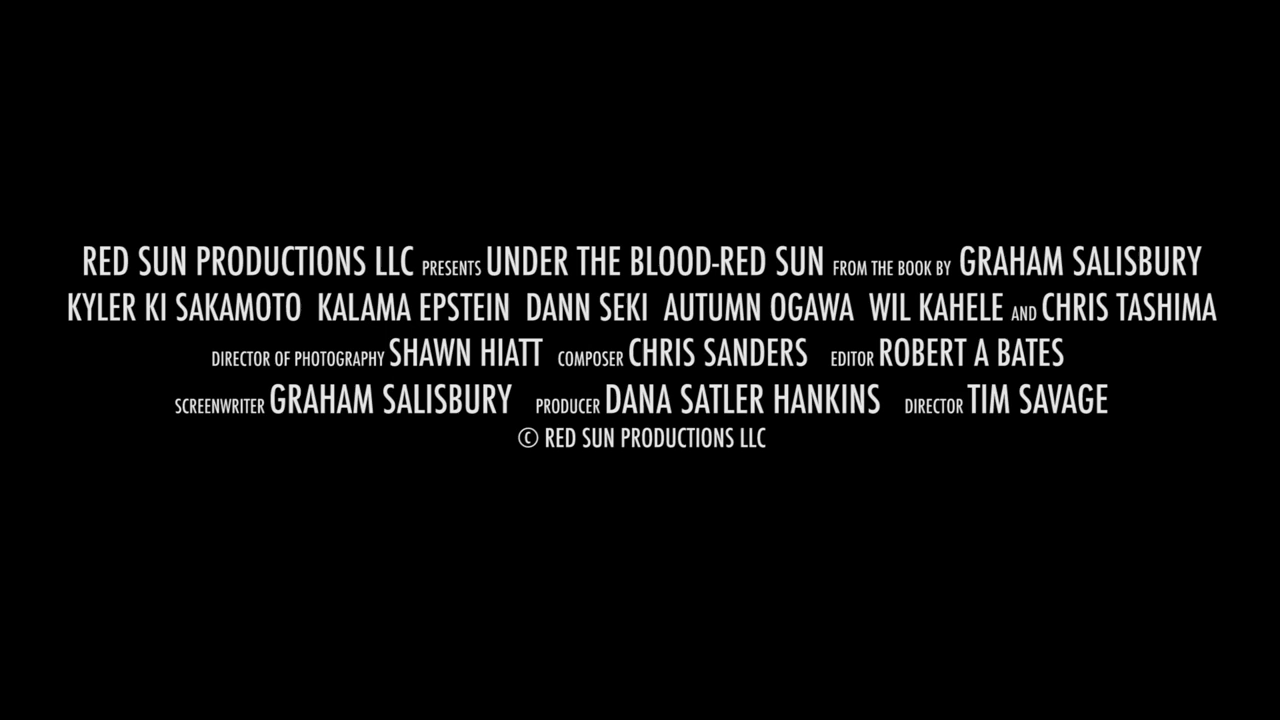 RED SUN PRODUCTIONS LLC PRESENTS UNDER THE BLOOD-RED SUN FROM THE BOOK BY GRAHAM SALISBURY
KYLER KI SAKAMOTO KALAMA EPSTEIN DANN SEKI AUTUMN OGAWA WIL KAHELE AND CHRIS TASHIMA
DIRECTOR OF PHOTOGRAPHY SHAWN HIATT COMPOSER CHRIS SANDERS EDITOR ROBERT A BATES
SCREENWRITER GRAHAM SALISBURY PRODUCER DANA SATLER HANKINS DIRECTOR TIM SAVAGE
© RED SUN PRODUCTIONS LLC